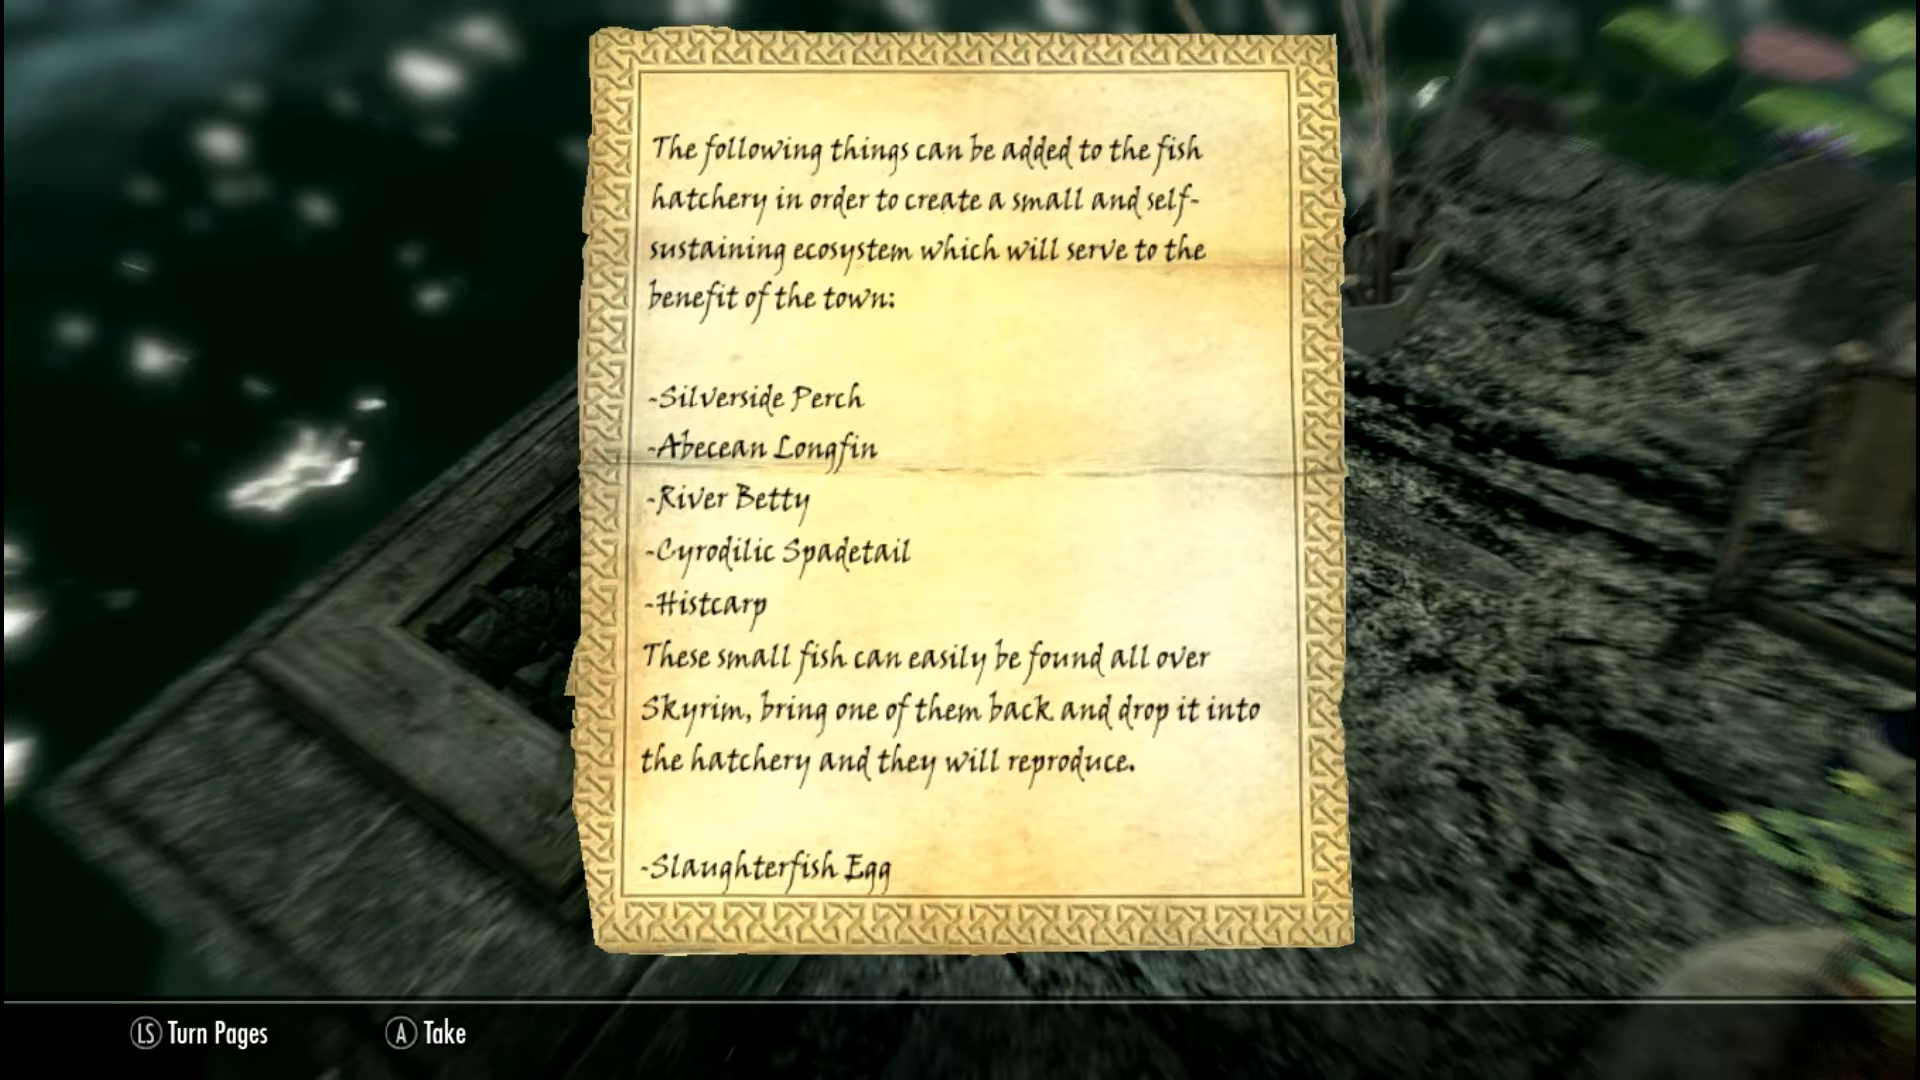 The following things can be added to the fish
hatchery in order to create a small and self-
sustaining ecosystem which will serve to the
benefit of the town:
-Silverside Perch
-Abecean Longfin
-River Betty
-Cyrodilic Spadetail
-Histcarp
These small fish can easily be found all over
Skyrim, bring one of them back and drop it into
the hatchery and they will reproduce.
-Slaughterfish Egg
LS Turn Pages A Take